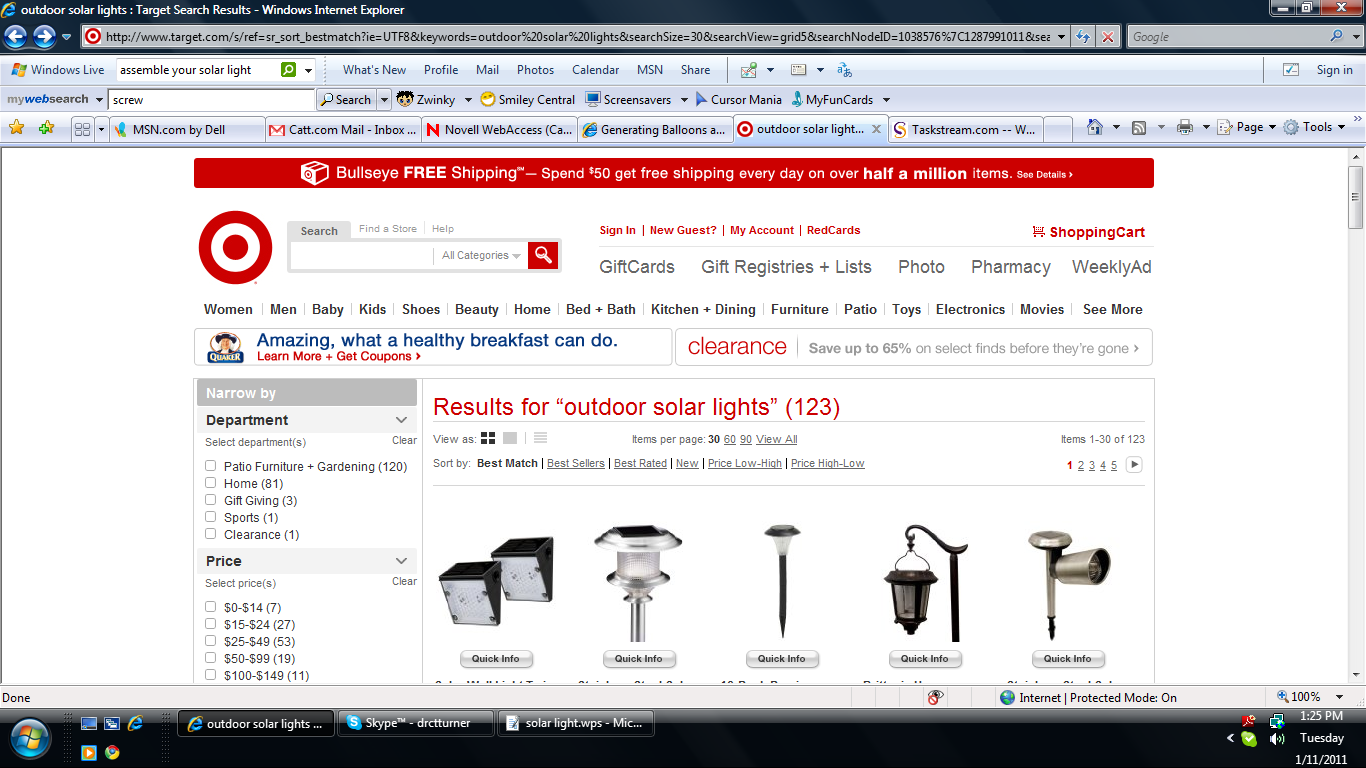 outdoor solar lights : Target Search Results - Windows Internet Explorer
http://www.target.com/s/ref=sr_sort_bestmatch?ie=UTF8&keywords=outdoor%20solar%20lights&searchSize=30&searchView=grid5&searchNodeID=1038576%7C1287991011&sea
Google
Windows Live
assemble your solar light
What's New Profile Mail Photos Calendar MSN Share
Sign in
mywebsearch
screw
Search
Zwinky Smiley Central Screensavers Cursor Mania MyFunCards
MSN.com by Dell
Catt.com Mail - Inbox ...
Novell WebAccess (Ca...
Generating Balloons a...
outdoor solar light...
Taskstream.com -- W...
Page Tools
Bullseye FREE Shipping℠— Spend $50 get free shipping every day on over half a million items. See Details ›
Search Find a Store Help
All Categories
Sign In | New Guest? | My Account | RedCards
ShoppingCart
GiftCards Gift Registries + Lists Photo Pharmacy WeeklyAd
Women Men Baby Kids Shoes Beauty Home Bed + Bath Kitchen + Dining Furniture Patio Toys Electronics Movies See More
QUAKER
Amazing, what a healthy breakfast can do.
Learn More + Get Coupons ›
clearance
Save up to 65% on select finds before they're gone ›
Narrow by
Department
Select department(s) Clear
Patio Furniture + Gardening (120)
Home (81)
Gift Giving (3)
Sports (1)
Clearance (1)
Price
Select price(s) Clear
$0-$14 (7)
$15-$24 (27)
$25-$49 (53)
$50-$99 (19)
$100-$149 (11)
Results for “outdoor solar lights” (123)
View as:
Items per page: 30 60 90 View All
Items 1-30 of 123
Sort by: Best Match | Best Sellers | Best Rated | New | Price Low-High | Price High-Low
1 2 3 4 5
Quick Info Quick Info Quick Info Quick Info Quick Info
Done
Internet | Protected Mode: On
100%
outdoor solar lights ...
Skype™ - drctturner
solar light.wps - Mic...
1:25 PM
Tuesday
1/11/2011